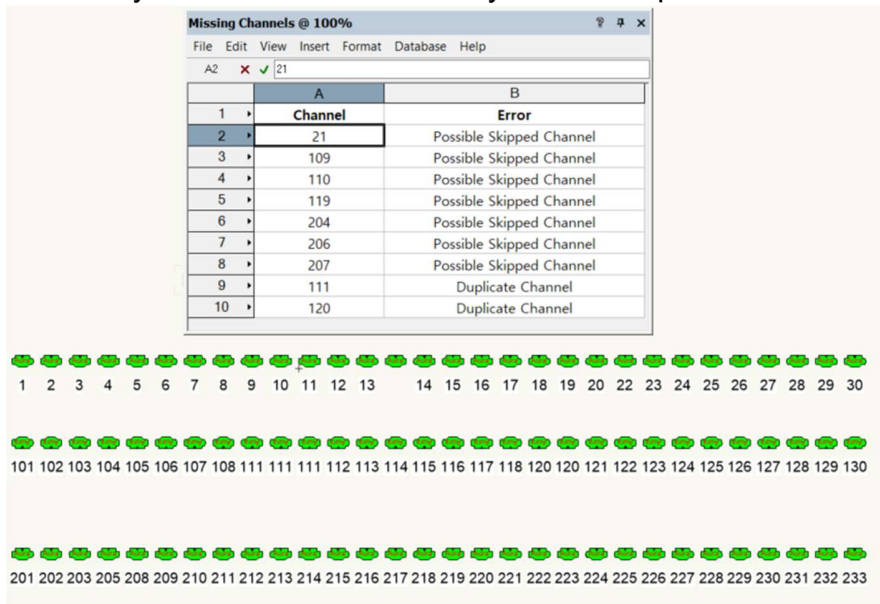 Missing Channels @ 100%
File Edit View Insert Format Database Help
A2 21
A B
1 Channel Error
2 21 Possible Skipped Channel
3 109 Possible Skipped Channel
4 110 Possible Skipped Channel
5 119 Possible Skipped Channel
6 204 Possible Skipped Channel
7 206 Possible Skipped Channel
8 207 Possible Skipped Channel
9 111 Duplicate Channel
10 120 Duplicate Channel
1 2 3 4 5 6 7 8 9 10 11 12 13 14 15 16 17 18 19 20 22 23 24 25 26 27 28 29 30
101 102 103 104 105 106 107 108 111 111 111 112 113 114 115 116 117 118 120 120 121 122 123 124 125 126 127 128 129 130
201 202 203 205 208 209 210 211 212 213 214 215 216 217 218 219 220 221 222 223 224 225 226 227 228 229 230 231 232 233